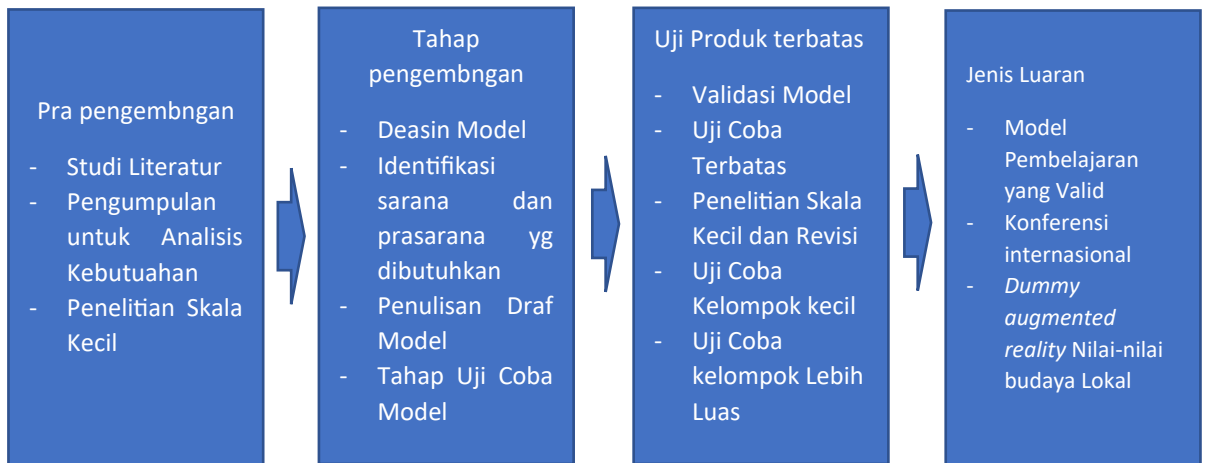 Pra pengembngan
- Studi Literatur
- Pengumpulan
untuk Analisis
Kebutuahan
- Penelitian Skala
Kecil
Tahap
pengembngan
- Deasin Model
- Identifikasi
sarana dan
prasarana yg
dibutuhkan
- Penulisan Draf
Model
- Tahap Uji Coba
Model
Uji Produk terbatas
- Validasi Model
- Uji Coba
Terbatas
- Penelitian Skala
Kecil dan Revisi
- Uji Coba
Kelompok kecil
- Uji Coba
kelompok Lebih
Luas
Jenis Luaran
- Model
Pembelajaran
yang Valid
- Konferensi
internasional
- Dummy
augmented
reality Nilai-nilai
budaya Lokal